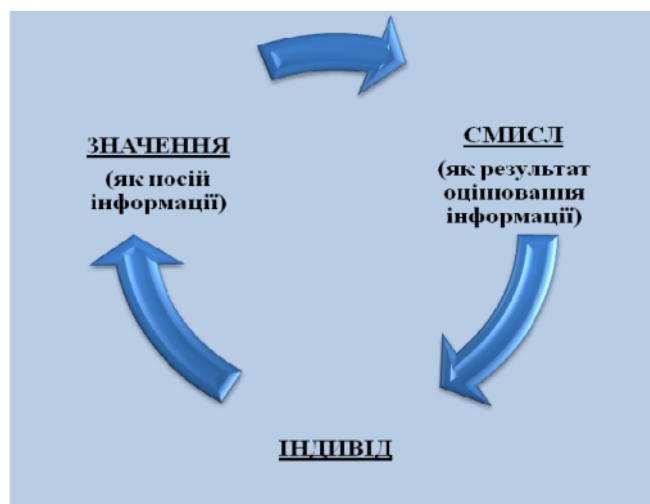 ЗНАЧЕННЯ
(як носій
інформації)
СМИСЛ
(як результат
оцінювання
інформації)
ІНДИВІД